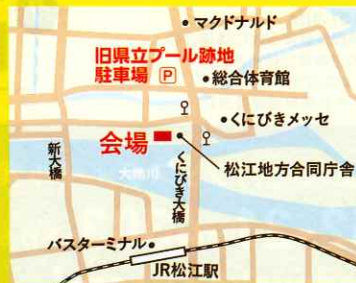 マクドナルド
旧県立プール跡地
駐車場 P
総合体育館
くにびきメッセ
会場
松江地方合同庁舎
新大橋
大橋川
くにびき大橋
バスターミナル
JR松江駅